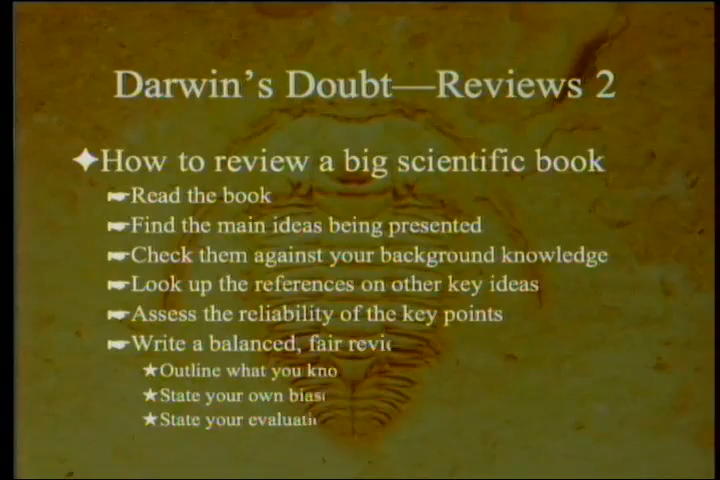 Darwin's Doubt—Reviews 2
How to review a big scientific book
Read the book
Find the main ideas being presented
Check them against your background knowledge
Look up the references on other key ideas
Assess the reliability of the key points
Write a balanced, fair
Outline what you
State your own
State your